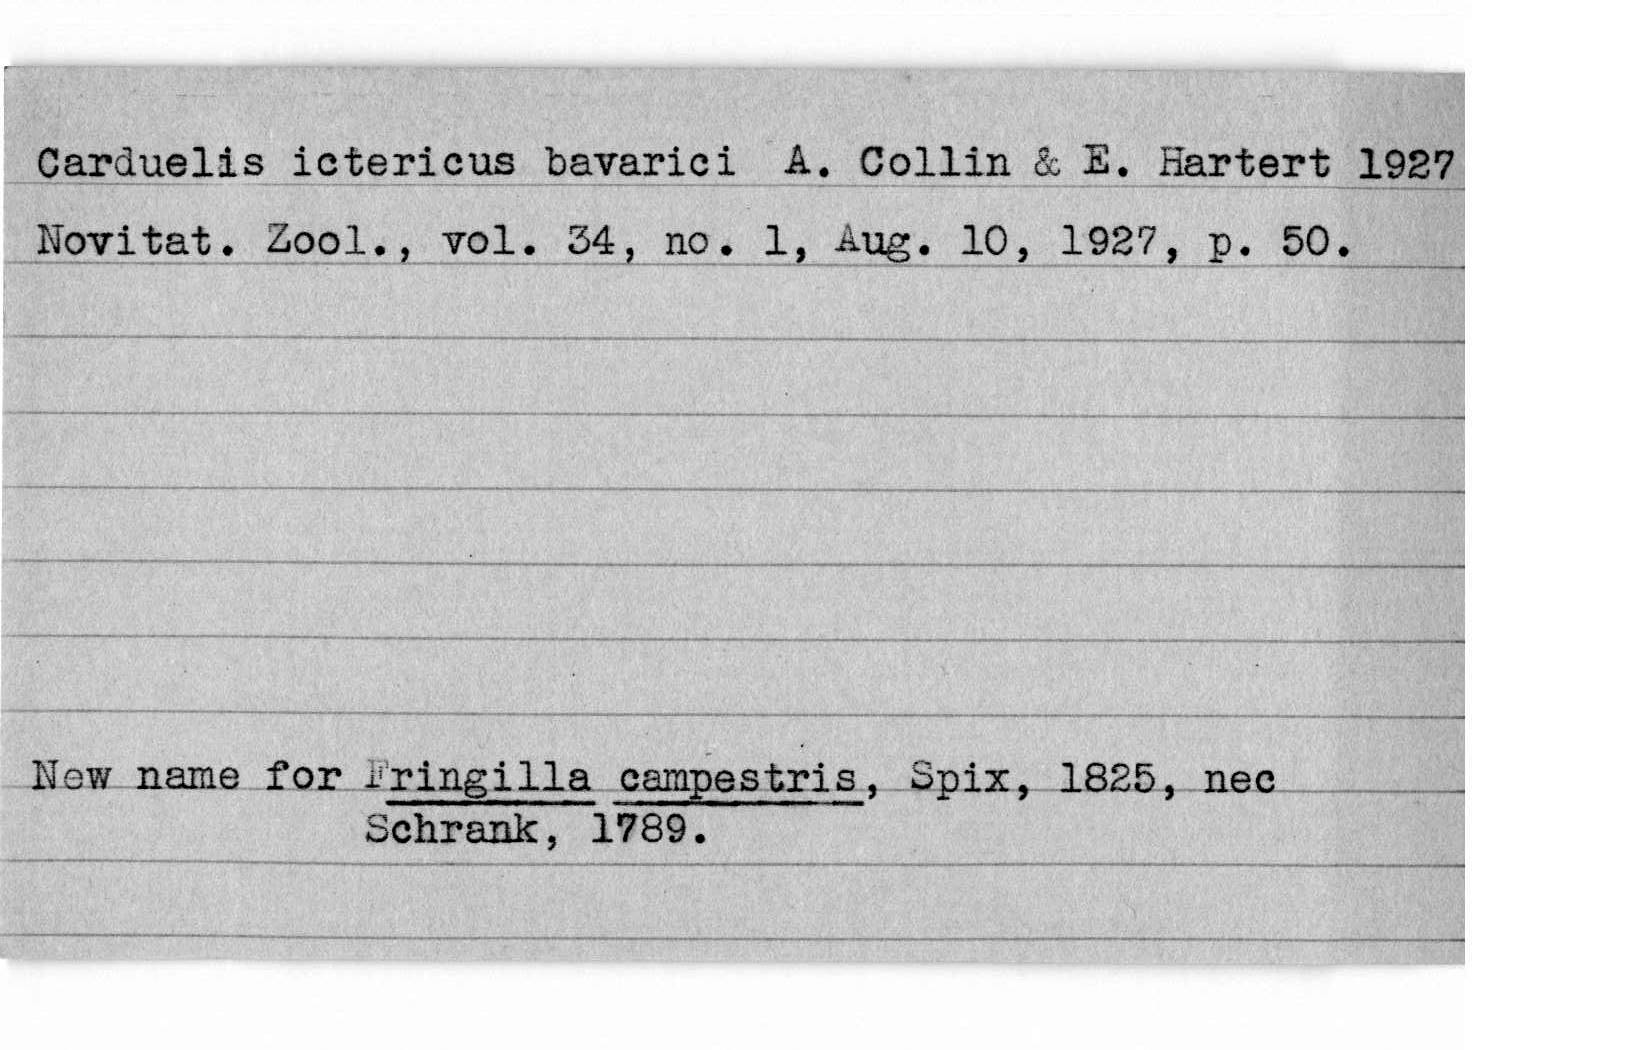 Carduelis ictericus bavarici A. Collin & E. Hartert 1927
Novitat. Zool., vol. 34, no. 1, Aug. 10, 1927, p. 50.
New name for Fringilla campestris, Spix, 1825, nec
Schrank, 1789.